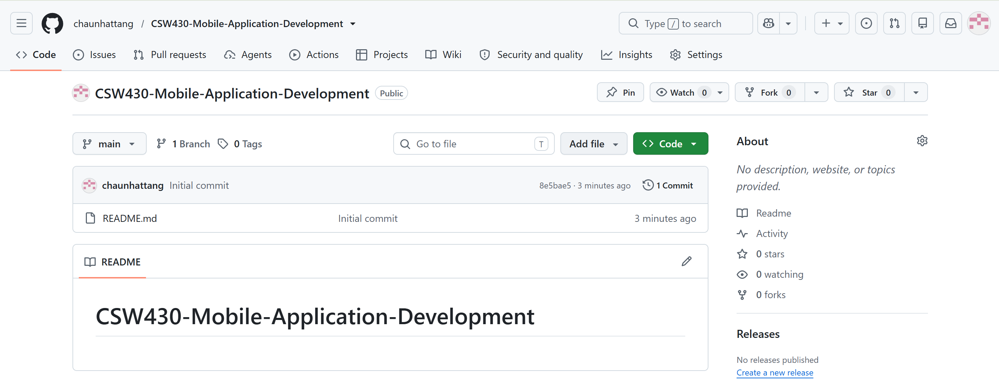 chaunhattang / CSW430-Mobile-Application-Development
Type / to search
Code Issues Pull requests Agents Actions Projects Wiki Security and quality Insights Settings
CSW430-Mobile-Application-Development Public
Pin Watch 0 Fork 0 Star 0
main 1 Branch 0 Tags
Go to file T Add file Code
chaunhattang Initial commit 8e5bae5 · 3 minutes ago 1 Commit
README.md Initial commit 3 minutes ago
README
CSW430-Mobile-Application-Development
About
No description, website, or topics
provided.
Readme
Activity
0 stars
0 watching
0 forks
Releases
No releases published
Create a new release